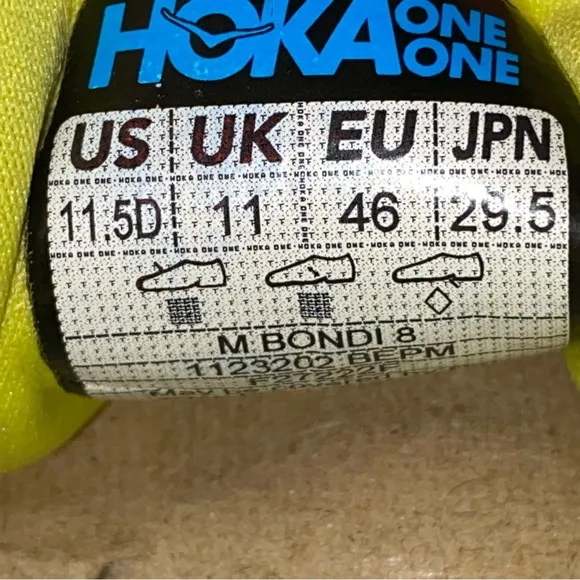 HOKA ONE ONE
US UK EU JPN
11.5D 11 46 29.5
M BONDI 8
1123202 BEPM